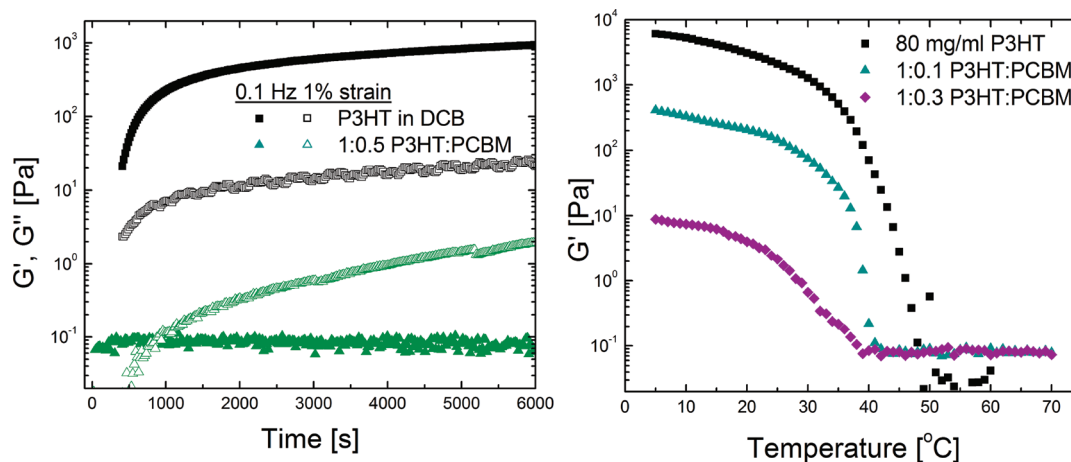 10³
10²
10¹
10⁰
10⁻¹
G', G" [Pa]
0.1 Hz 1% strain
P3HT in DCB
1:0.5 P3HT:PCBM
0 1000 2000 3000 4000 5000 6000
Time [s]
10⁴
10³
10²
10¹
10⁰
10⁻¹
G' [Pa]
80 mg/ml P3HT
1:0.1 P3HT:PCBM
1:0.3 P3HT:PCBM
0 10 20 30 40 50 60 70
Temperature [°C]